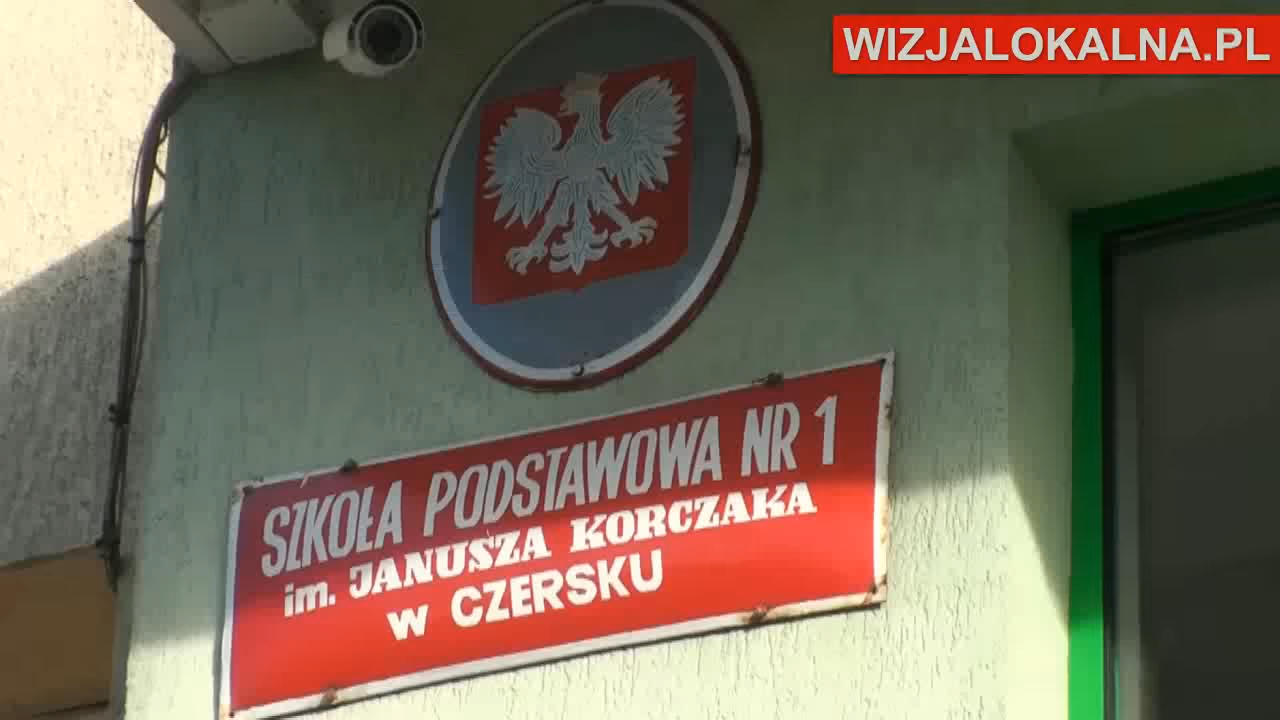 WIZJALOKALNA.PL
SZKOŁA PODSTAWOWA NR 1
im. JANUSZA KORCZAKA
w CZERSKU